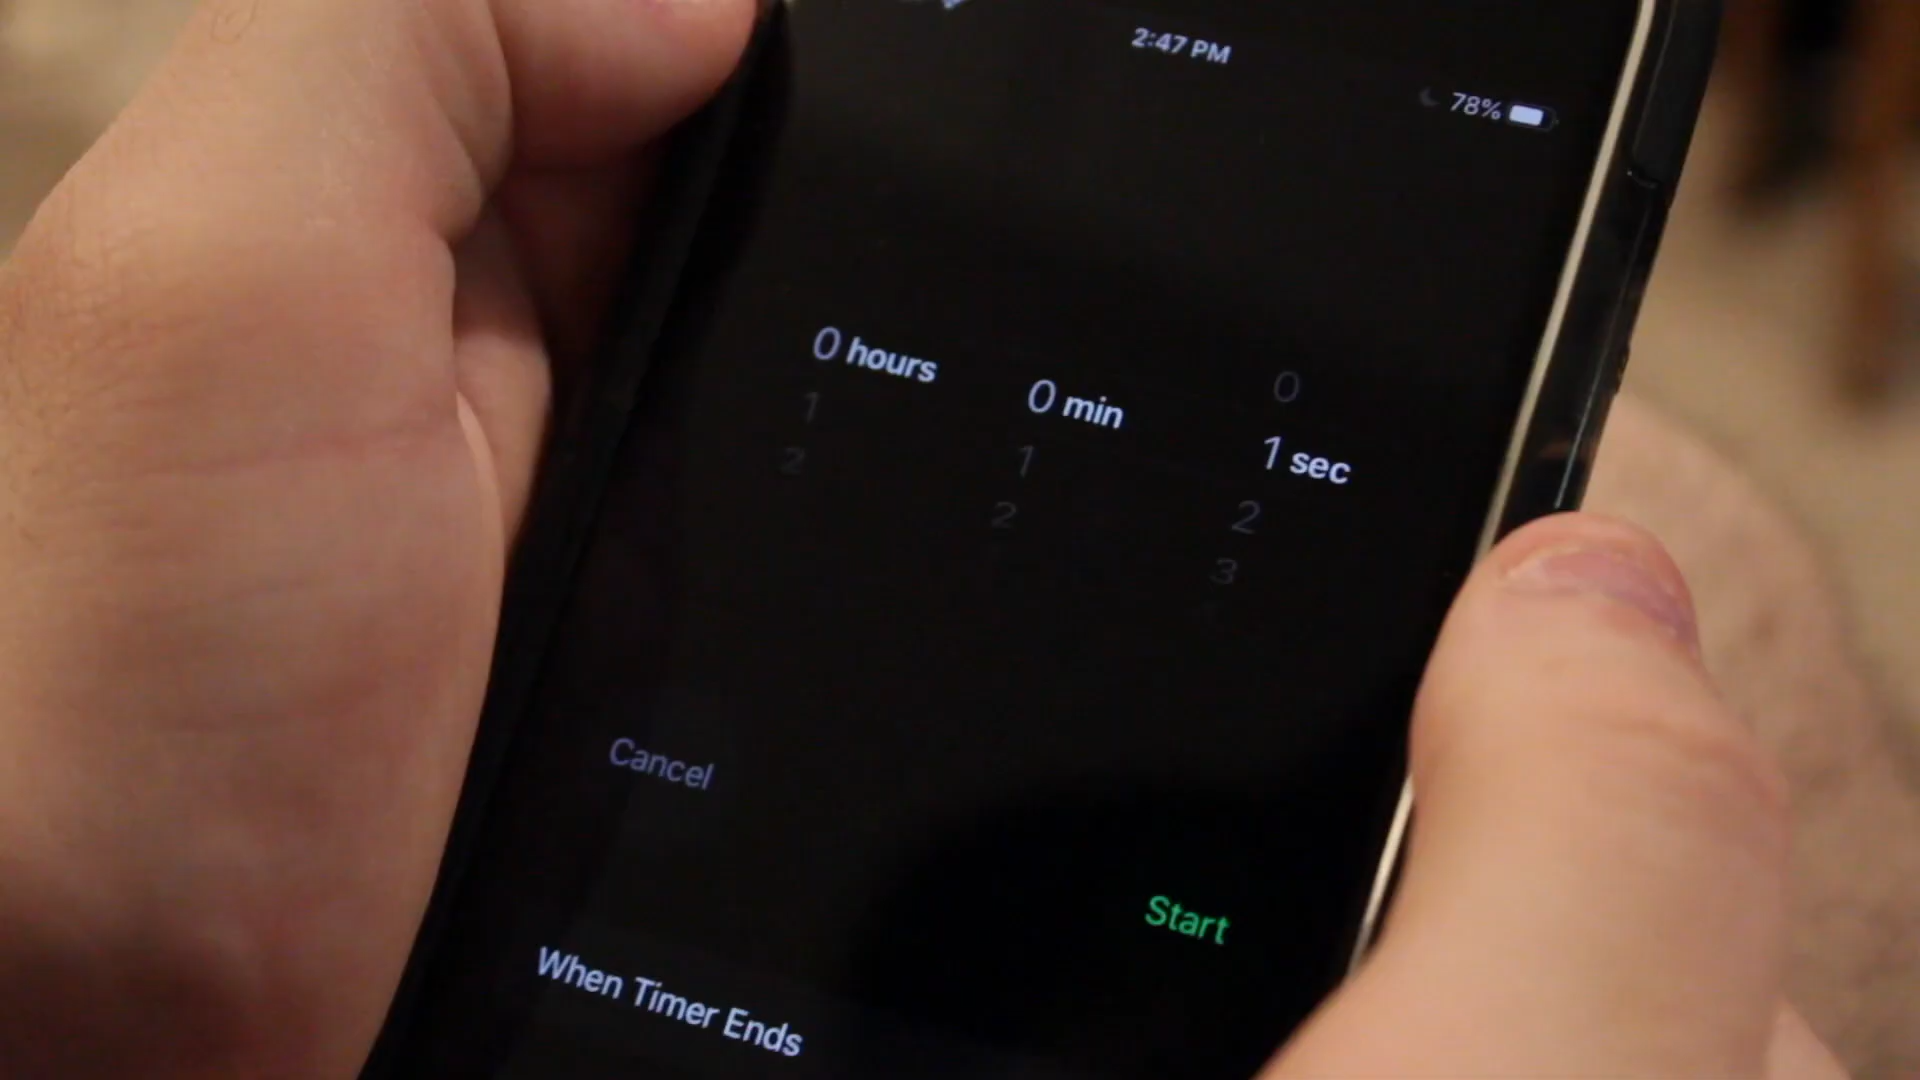 2:47 PM
78%
0 hours
0 min
0
1 sec
1
1
2
2
2
3
Cancel
Start
When Timer Ends